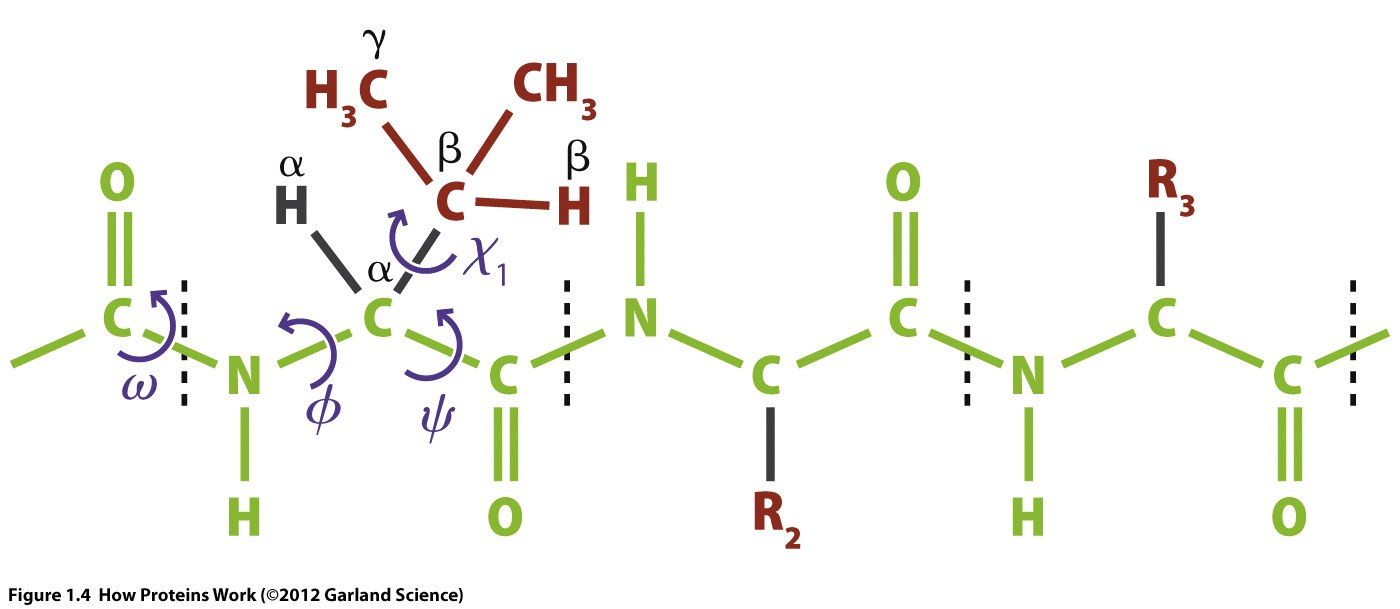 γ
H₃C CH₃
β β
α
H C H
O H O R₃
χ₁
α
C C N C C
N C C N C
ω ϕ ψ
H O R₂ H O
Figure 1.4 How Proteins Work (©2012 Garland Science)